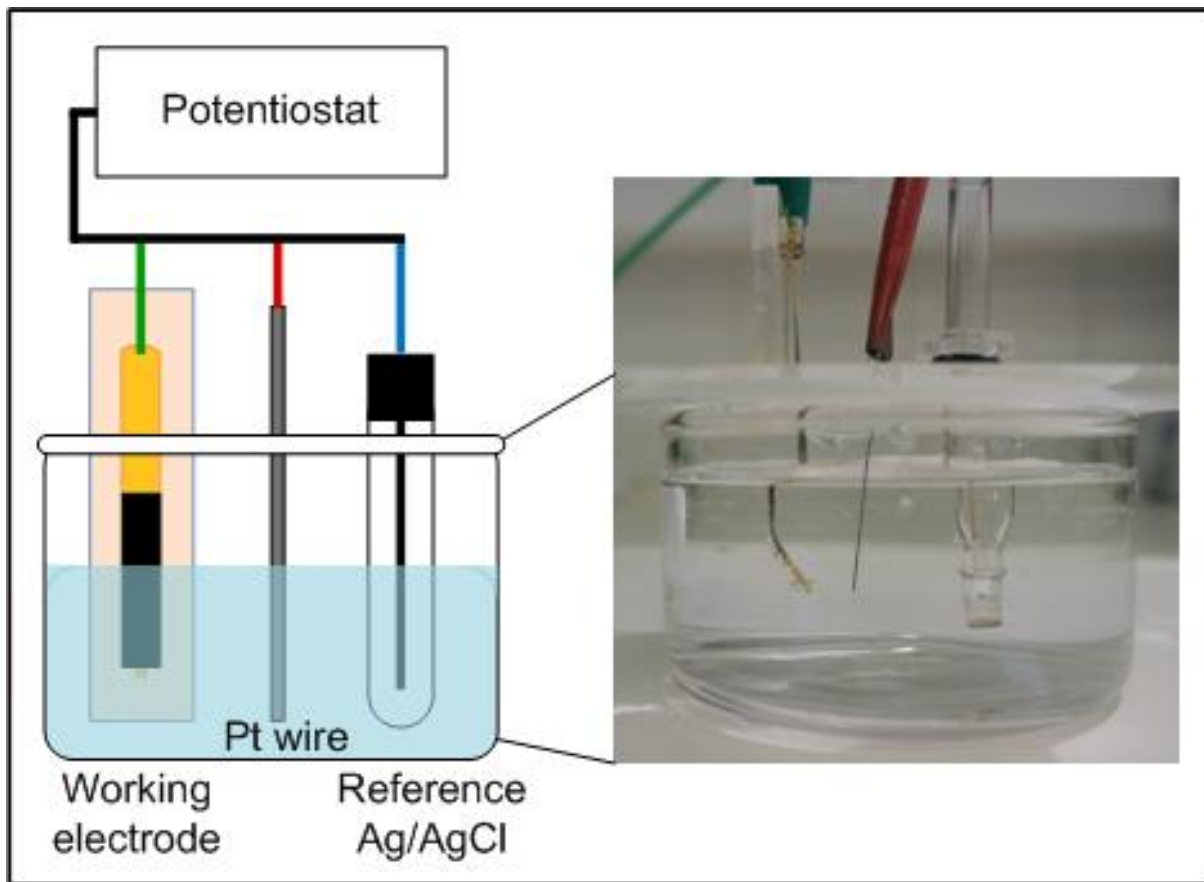 Potentiostat
Pt wire
Working
electrode
Reference
Ag/AgCl